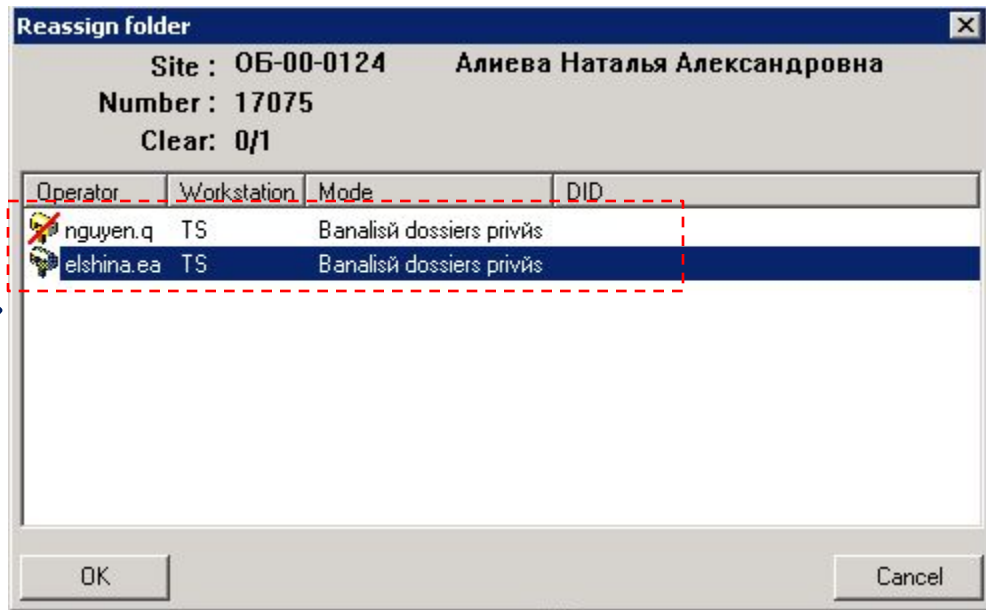 Reassign folder
Site : ОБ-00-0124 Алиева Наталья Александровна
Number : 17075
Clear: 0/1
Operator Workstation Mode DID
nguyen.q TS Banalisй dossiers privйs
elshina.ea TS Banalisй dossiers privйs
OK Cancel